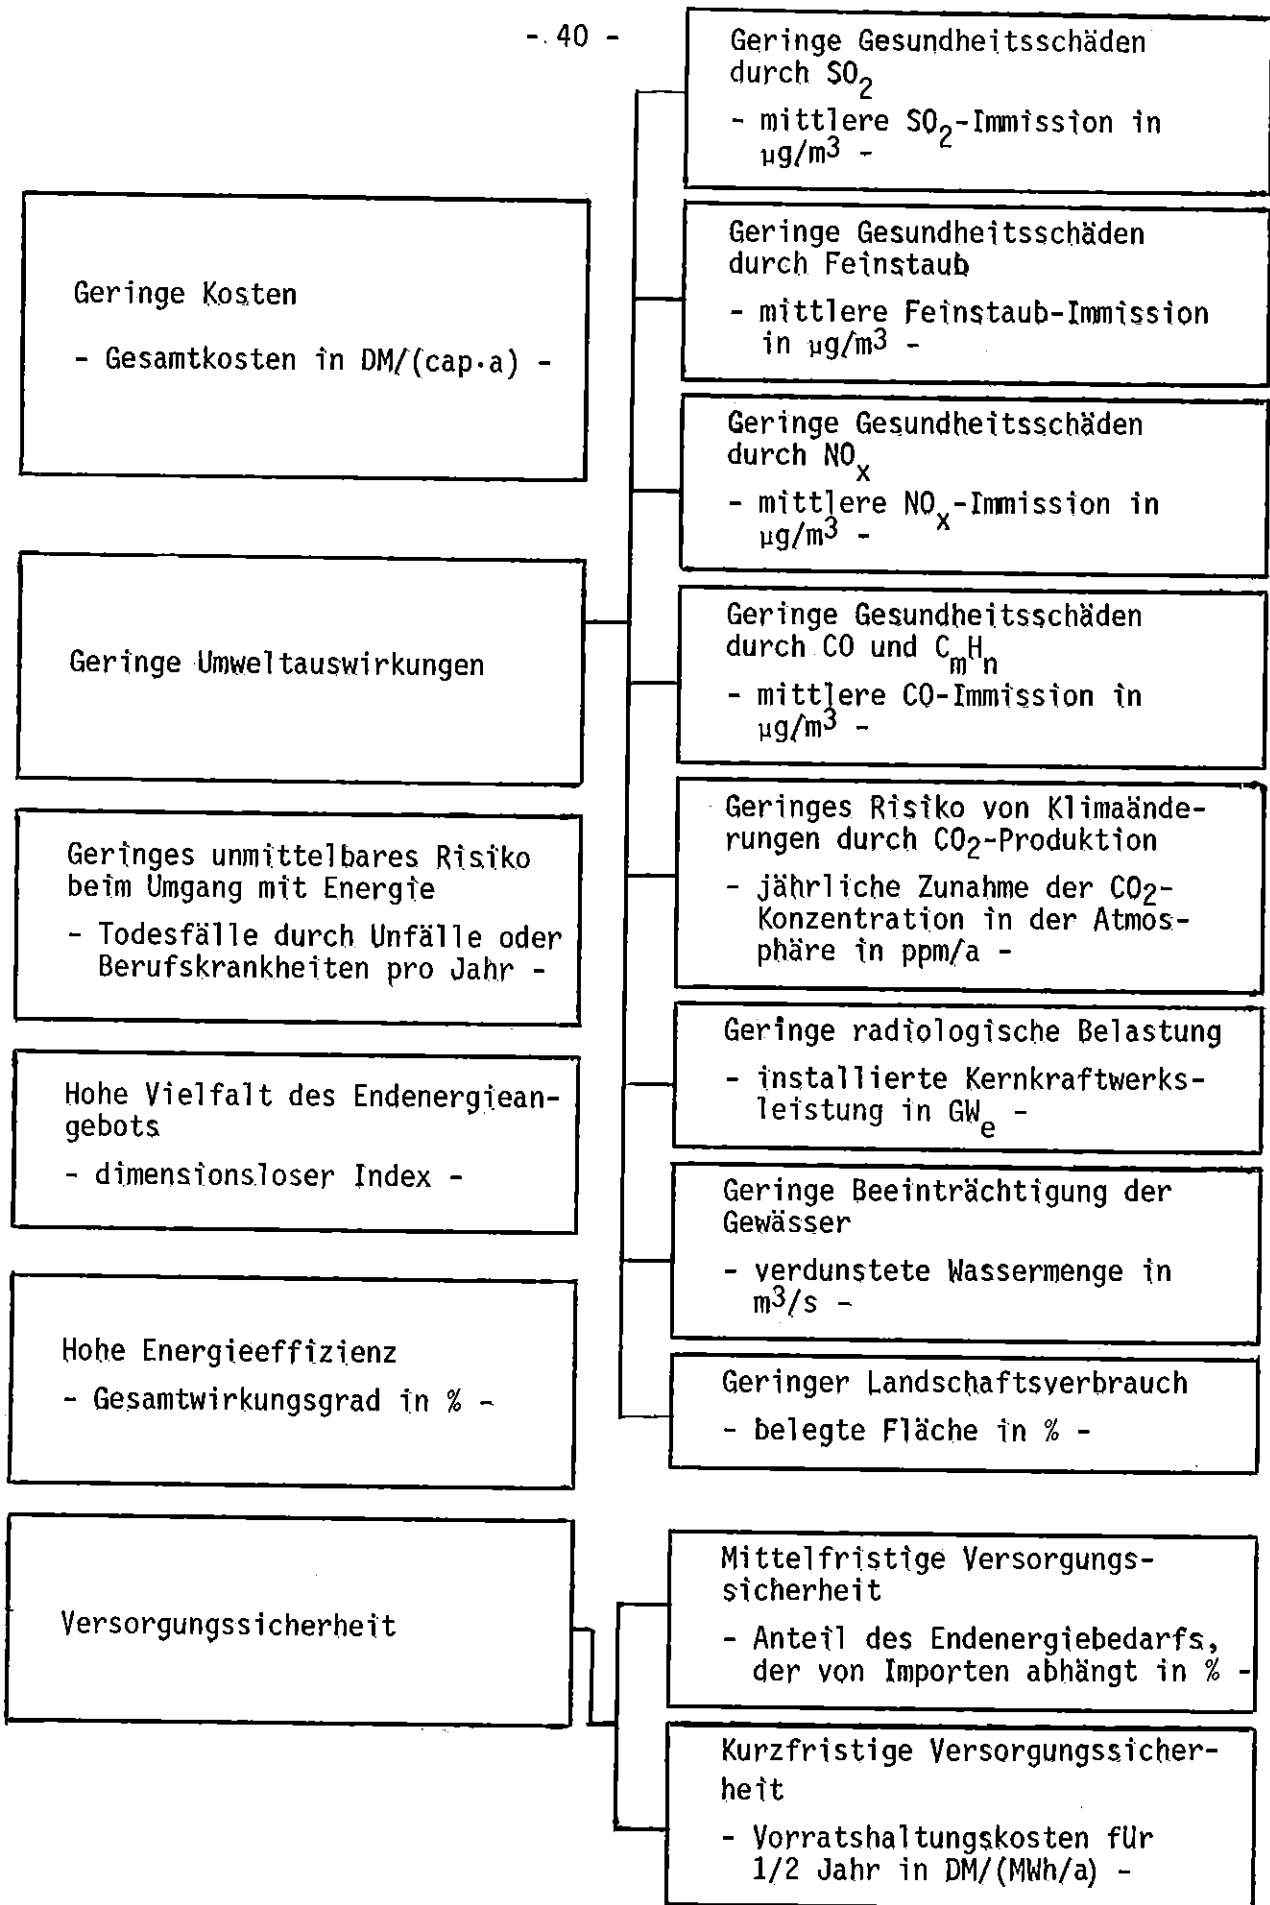 - 40 -
Geringe Kosten
- Gesamtkosten in DM/(cap·a) -
Geringe Umweltauswirkungen
Geringes unmittelbares Risiko
beim Umgang mit Energie
- Todesfälle durch Unfälle oder
Berufskrankheiten pro Jahr -
Hohe Vielfalt des Endenergiean-
gebots
- dimensionsloser Index -
Hohe Energieeffizienz
- Gesamtwirkungsgrad in % -
Versorgungssicherheit
Geringe Gesundheitsschäden
durch SO₂
- mittlere SO₂-Immission in
µg/m³ -
Geringe Gesundheitsschäden
durch Feinstaub
- mittlere Feinstaub-Immission
in µg/m³ -
Geringe Gesundheitsschäden
durch NOₓ
- mittlere NOₓ-Immission in
µg/m³ -
Geringe Gesundheitsschäden
durch CO und CₘHₙ
- mittlere CO-Immission in
µg/m³ -
Geringes Risiko von Klimaände-
rungen durch CO₂-Produktion
- jährliche Zunahme der CO₂-
Konzentration in der Atmos-
phäre in ppm/a -
Geringe radiologische Belastung
- installierte Kernkraftwerks-
leistung in GWₑ -
Geringe Beeinträchtigung der
Gewässer
- verdunstete Wassermenge in
m³/s -
Geringer Landschaftsverbrauch
- belegte Fläche in % -
Mittelfristige Versorgungs-
sicherheit
- Anteil des Endenergiebedarfs,
der von Importen abhängt in % -
Kurzfristige Versorgungssicher-
heit
- Vorratshaltungskosten für
1/2 Jahr in DM/(MWh/a) -